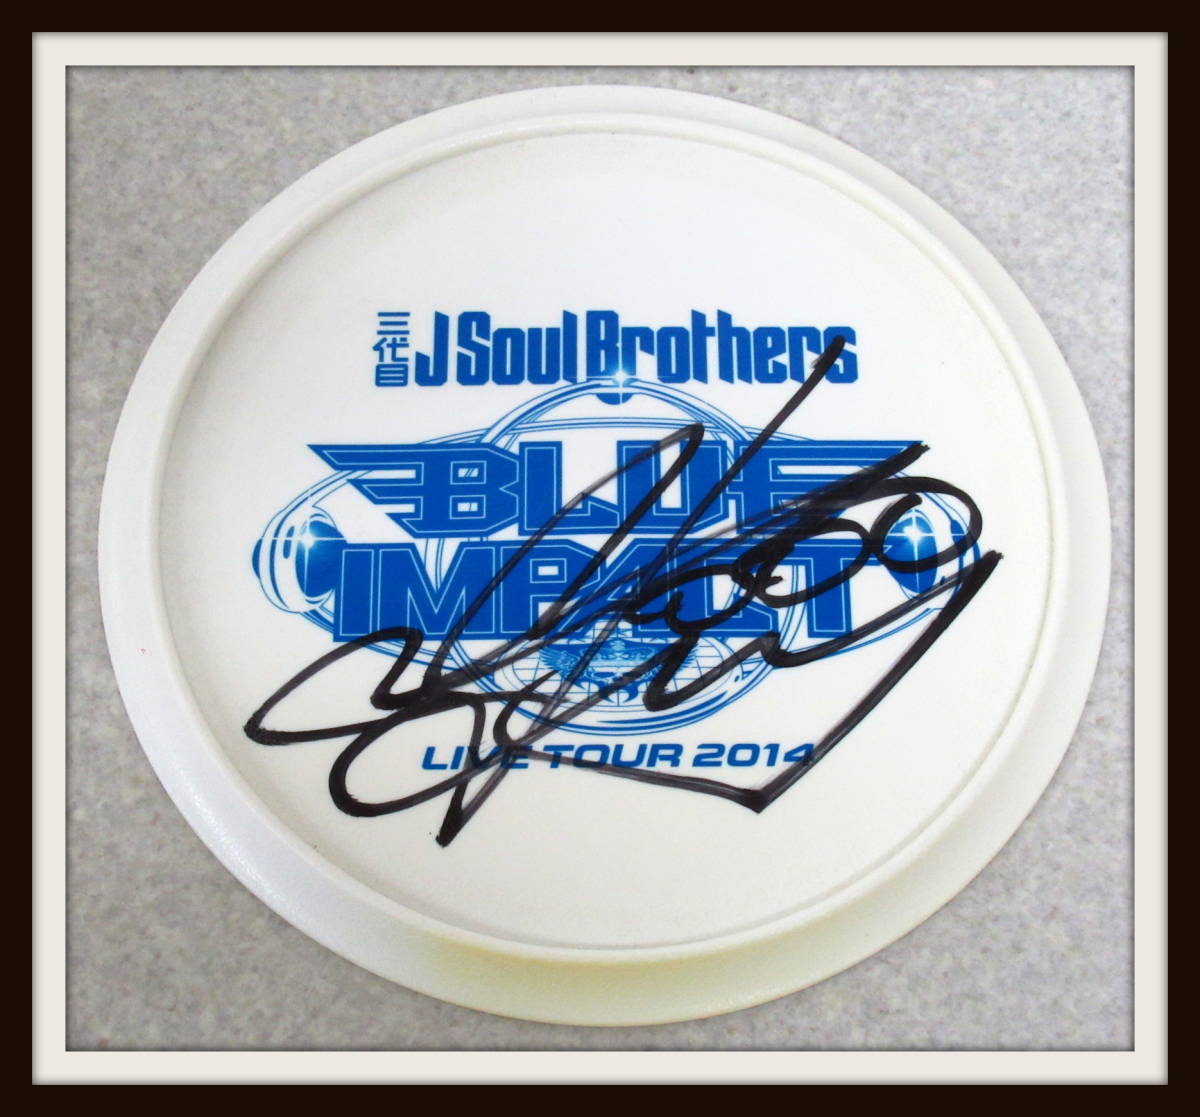 三代目 J Soul Brothers
BLUE
IMPACT
LIVE TOUR 2014